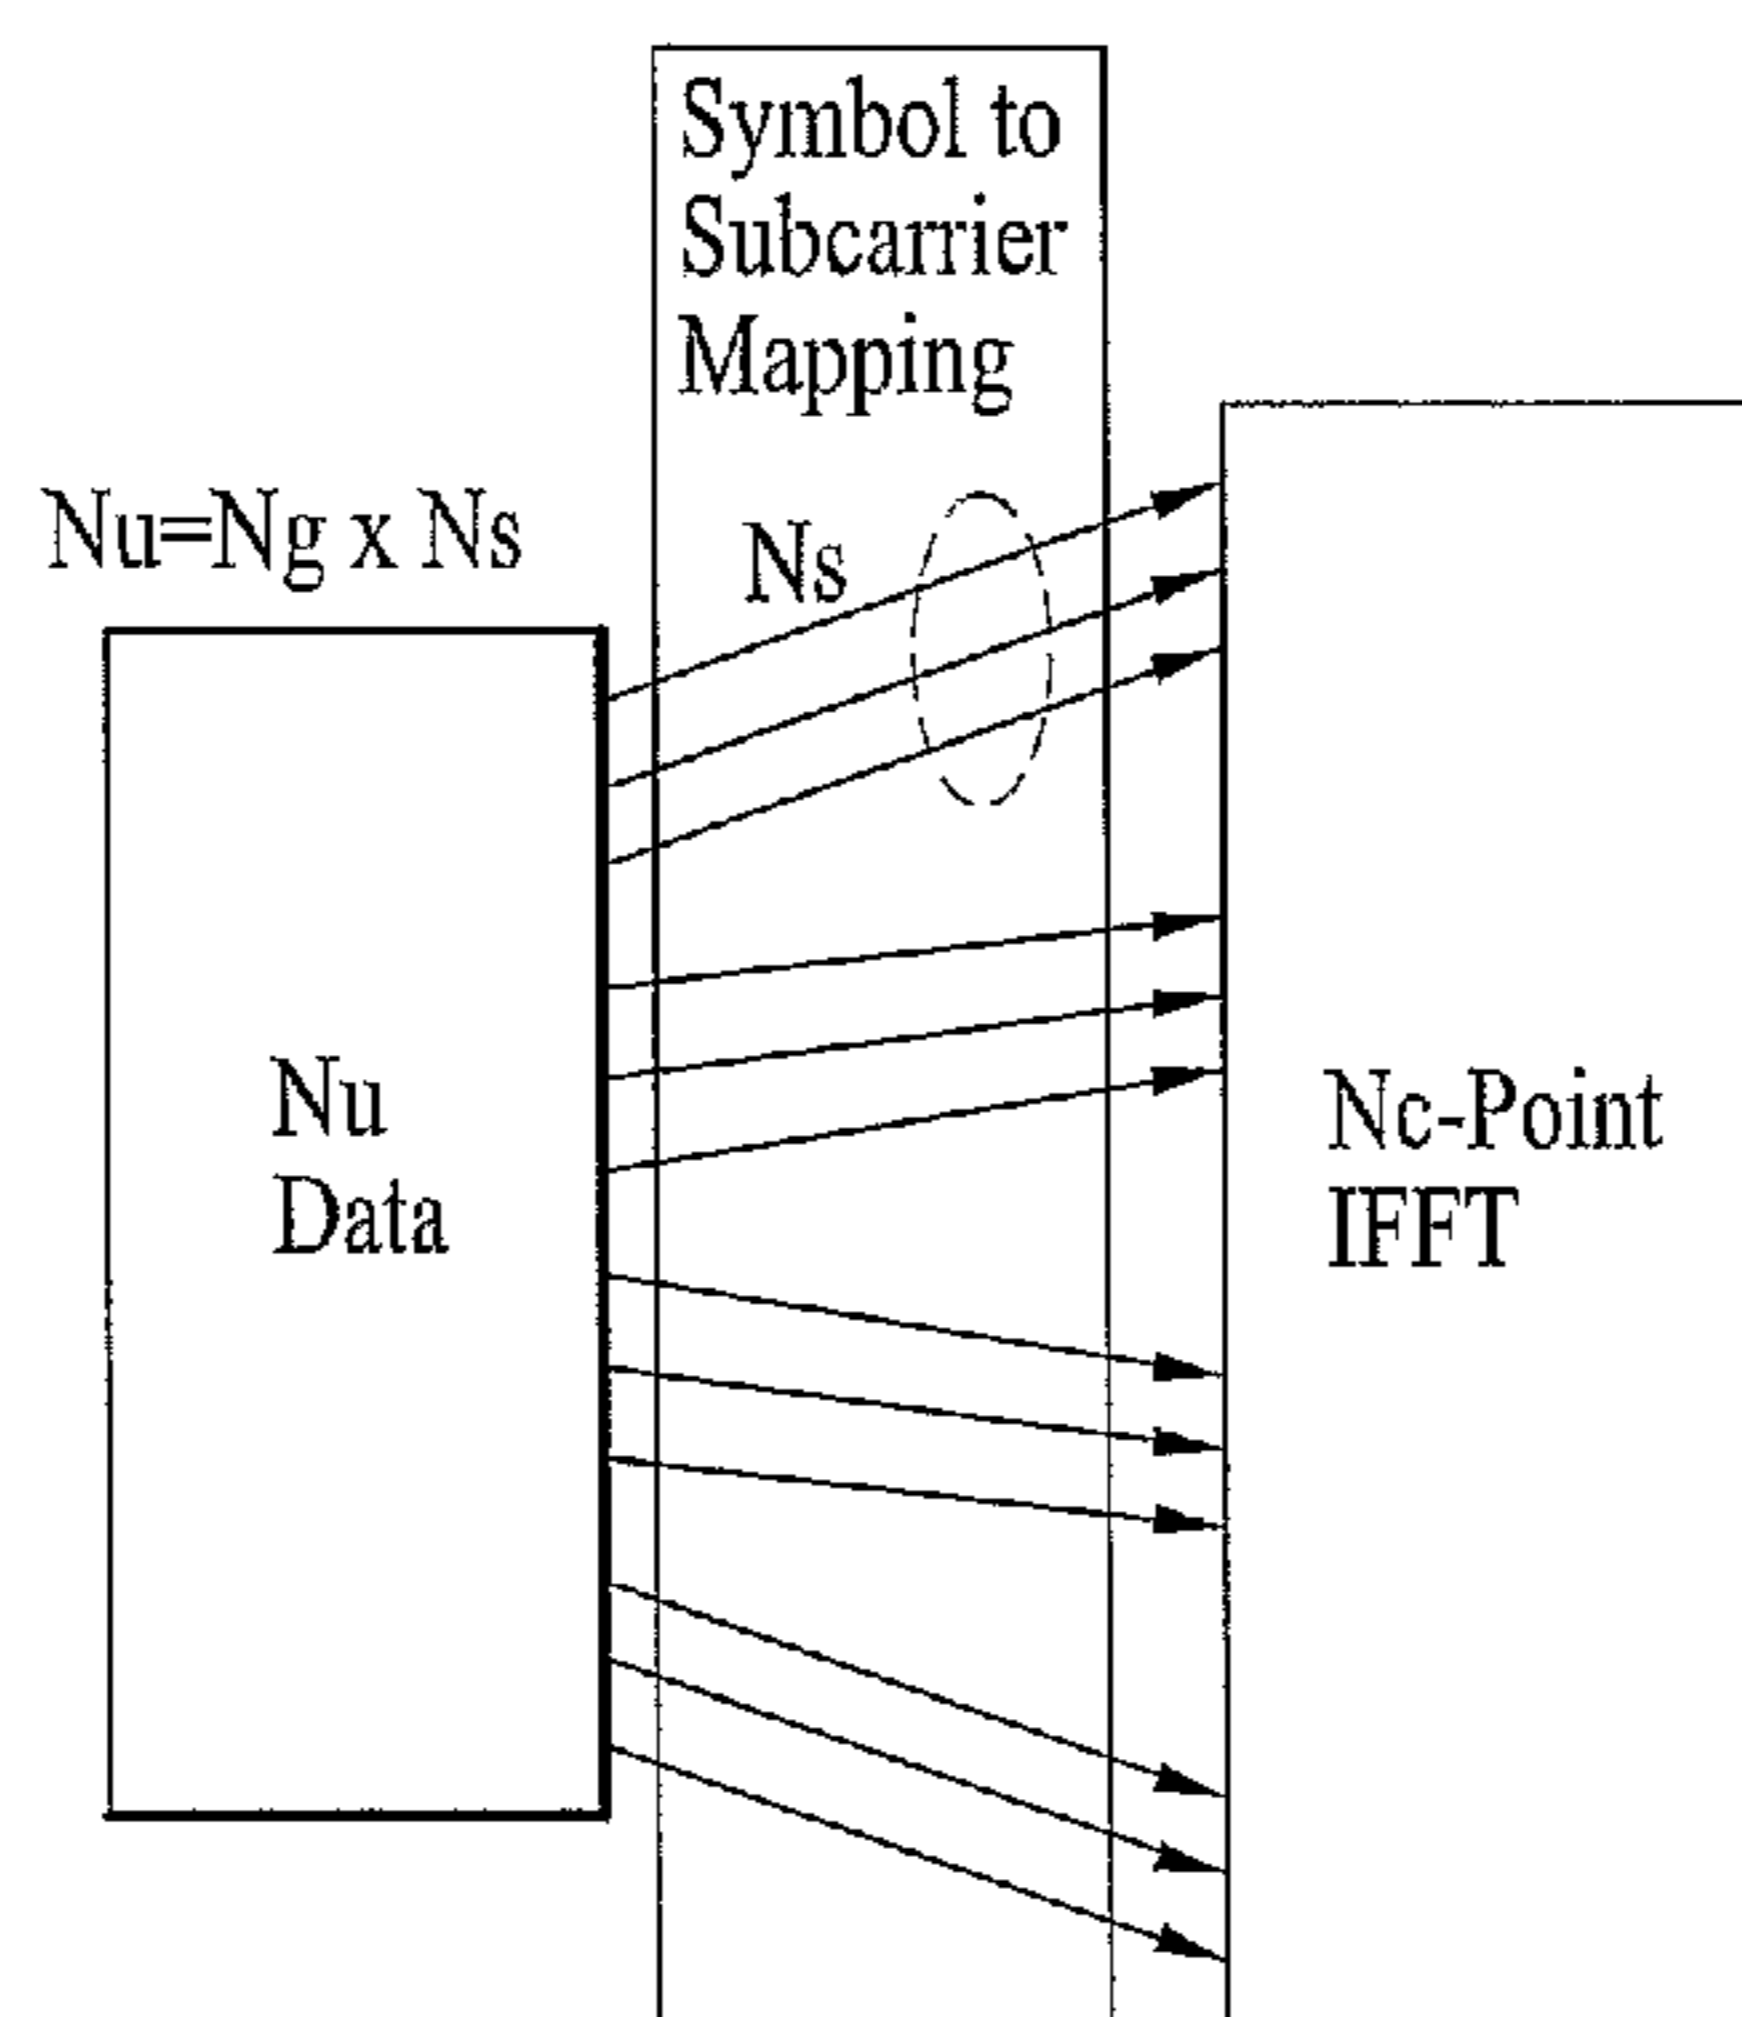 Symbol to
Subcarrier
Mapping
Nu=Ng x Ns
Ns
Nu
Data
Nc-Point
IFFT